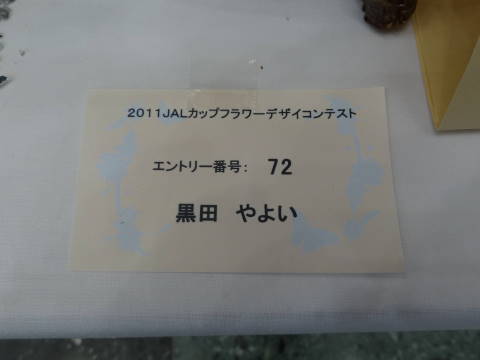 2011JALカップフラワーデザイコンテスト
エントリー番号: 72
黒田 やよい